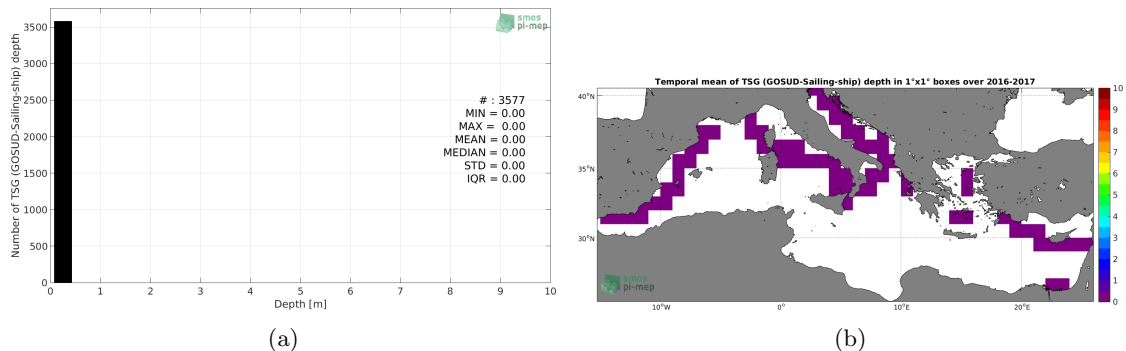 smos
pi-mep
Number of TSG (GOSUD-Sailing-ship) depth
3500
3000
2500
2000
1500
1000
500
0
# : 3577
MIN = 0.00
MAX = 0.00
MEAN = 0.00
MEDIAN = 0.00
STD = 0.00
IQR = 0.00
0 1 2 3 4 5 6 7 8 9 10
Depth [m]
(a)
Temporal mean of TSG (GOSUD-Sailing-ship) depth in 1°x1° boxes over 2016-2017
40°N
35°N
30°N
10°W 0° 10°E 20°E
10
9
8
7
6
5
4
3
2
1
0
smos
pi-mep
(b)